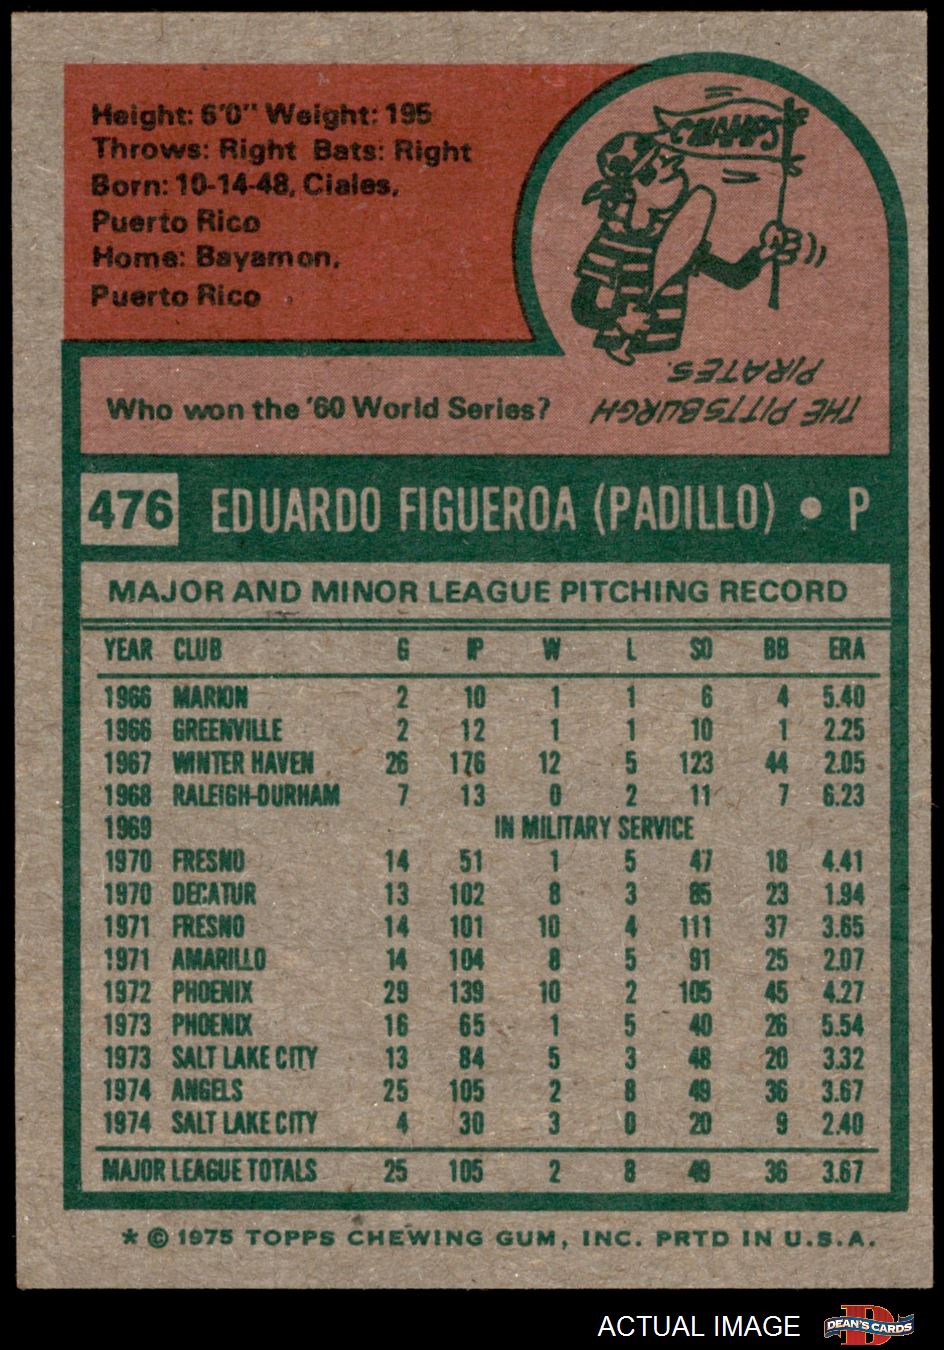 Height: 6'0" Weight: 195
Throws: Right Bats: Right
Born: 10-14-48, Ciales,
Puerto Rico
Home: Bayamon,
Puerto Rico
CHAMPS
Who won the '60 World Series?
THE PITTSBURGH
PIRATES.
476 EDUARDO FIGUEROA (PADILLO) • P
MAJOR AND MINOR LEAGUE PITCHING RECORD
YEAR CLUB G IP W L SO BB ERA
1966 MARION 2 10 1 1 6 4 5.40
1966 GREENVILLE 2 12 1 1 10 1 2.25
1967 WINTER HAVEN 26 176 12 5 123 44 2.05
1968 RALEIGH-DURHAM 7 13 0 2 11 7 6.23
1969 IN MILITARY SERVICE
1970 FRESNO 14 51 1 5 47 18 4.41
1970 DECATUR 13 102 8 3 85 23 1.94
1971 FRESNO 14 101 10 4 111 37 3.65
1971 AMARILLO 14 104 8 5 91 25 2.07
1972 PHOENIX 29 139 10 2 105 45 4.27
1973 PHOENIX 16 65 1 5 40 26 5.54
1973 SALT LAKE CITY 13 84 5 3 48 20 3.32
1974 ANGELS 25 105 2 8 49 36 3.67
1974 SALT LAKE CITY 4 30 3 0 20 9 2.40
MAJOR LEAGUE TOTALS 25 105 2 8 49 36 3.67
* © 1975 TOPPS CHEWING GUM, INC. PRTD IN U.S.A.
ACTUAL IMAGE DEAN'S CARDS